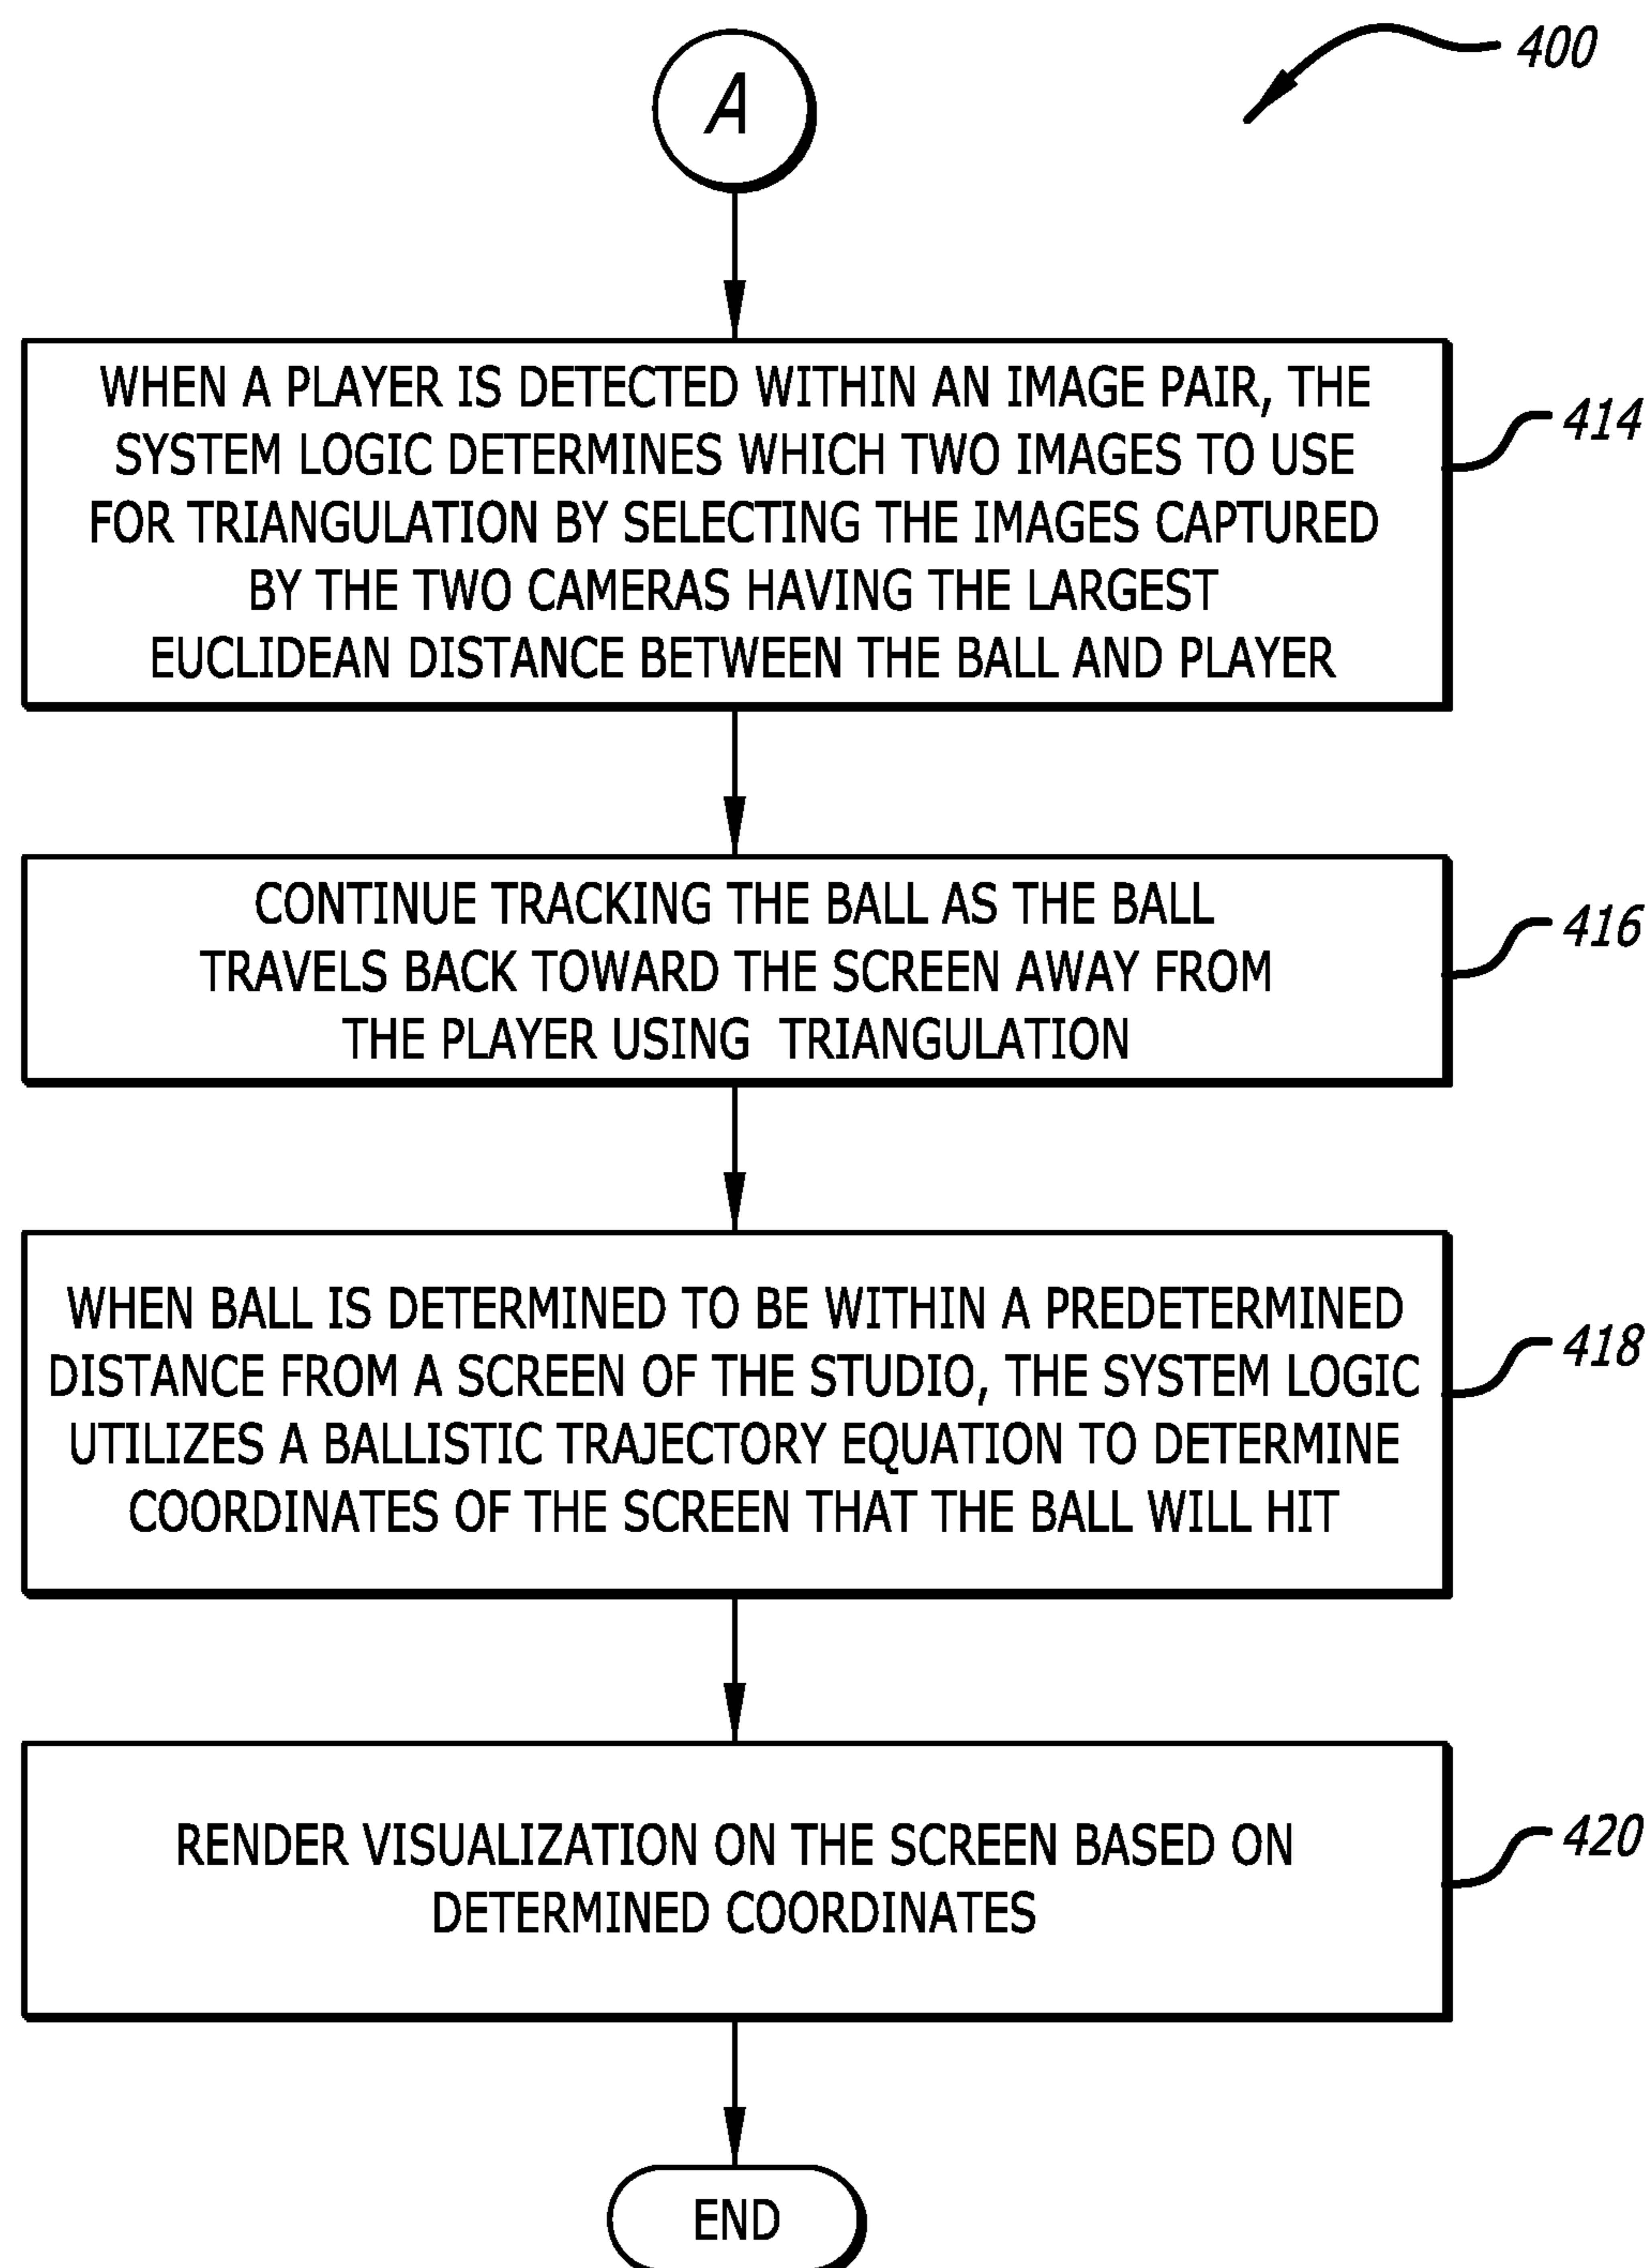 A
400
WHEN A PLAYER IS DETECTED WITHIN AN IMAGE PAIR, THE
SYSTEM LOGIC DETERMINES WHICH TWO IMAGES TO USE
FOR TRIANGULATION BY SELECTING THE IMAGES CAPTURED
BY THE TWO CAMERAS HAVING THE LARGEST
EUCLIDEAN DISTANCE BETWEEN THE BALL AND PLAYER
414
CONTINUE TRACKING THE BALL AS THE BALL
TRAVELS BACK TOWARD THE SCREEN AWAY FROM
THE PLAYER USING TRIANGULATION
416
WHEN BALL IS DETERMINED TO BE WITHIN A PREDETERMINED
DISTANCE FROM A SCREEN OF THE STUDIO, THE SYSTEM LOGIC
UTILIZES A BALLISTIC TRAJECTORY EQUATION TO DETERMINE
COORDINATES OF THE SCREEN THAT THE BALL WILL HIT
418
RENDER VISUALIZATION ON THE SCREEN BASED ON
DETERMINED COORDINATES
420
END